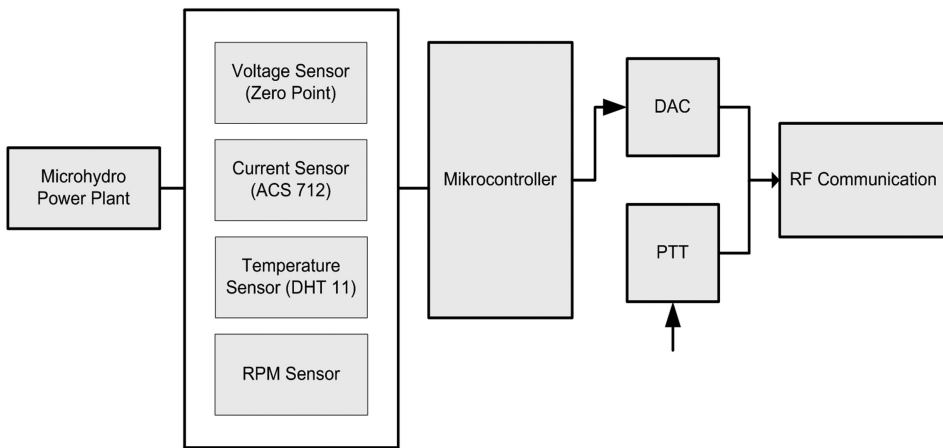 Microhydro
Power Plant
Voltage Sensor
(Zero Point)
Current Sensor
(ACS 712)
Temperature
Sensor (DHT 11)
RPM Sensor
Mikrocontroller
DAC
PTT
RF Communication